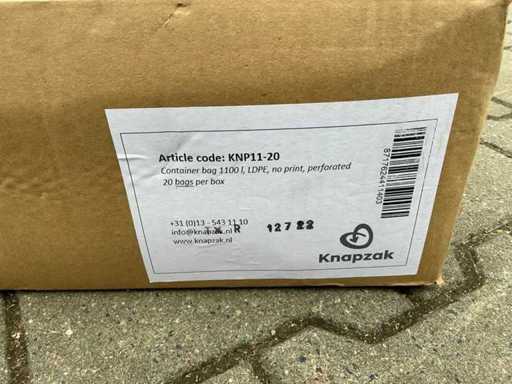 Article code: KNP11-20
Container bag 1100 l, LDPE, no print, perforated
20 bags per box
+31 (0)13 - 543 11 10
info@knapzak.nl
www.knapzak.nl
R 12722
Knapzak
8717624411403